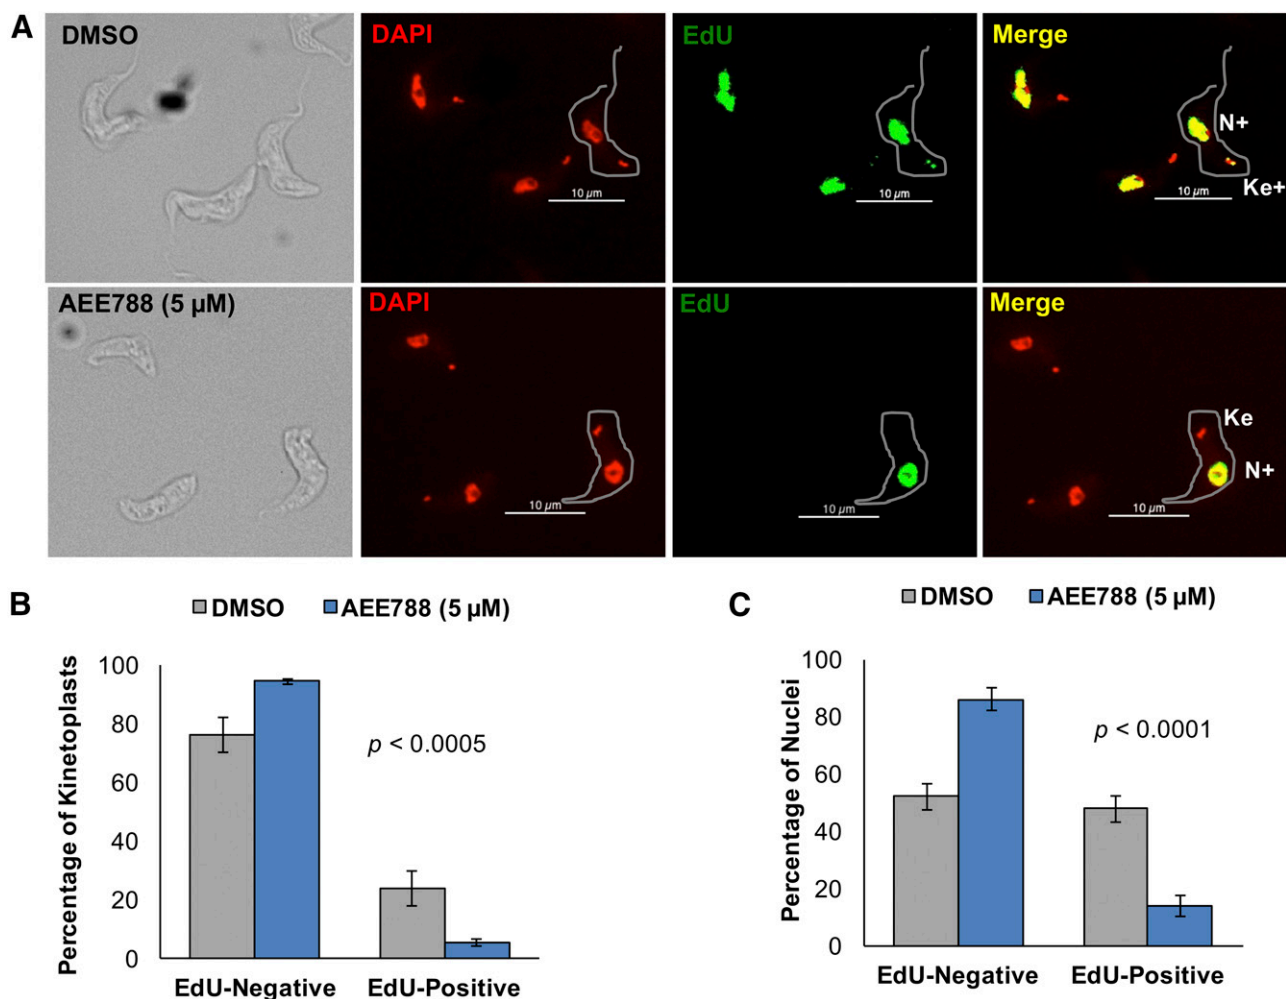 A
DMSO
DAPI
EdU
Merge
N+
Ke+
10 µm
10 µm
10 µm
AEE788 (5 µM)
DAPI
EdU
Merge
Ke
N+
10 µm
10 µm
10 µm
B
DMSO AEE788 (5 µM)
Percentage of Kinetoplasts
100
80
60
40
20
0
p < 0.0005
EdU-Negative EdU-Positive
C
DMSO AEE788 (5 µM)
Percentage of Nuclei
100
80
60
40
20
0
p < 0.0001
EdU-Negative EdU-Positive